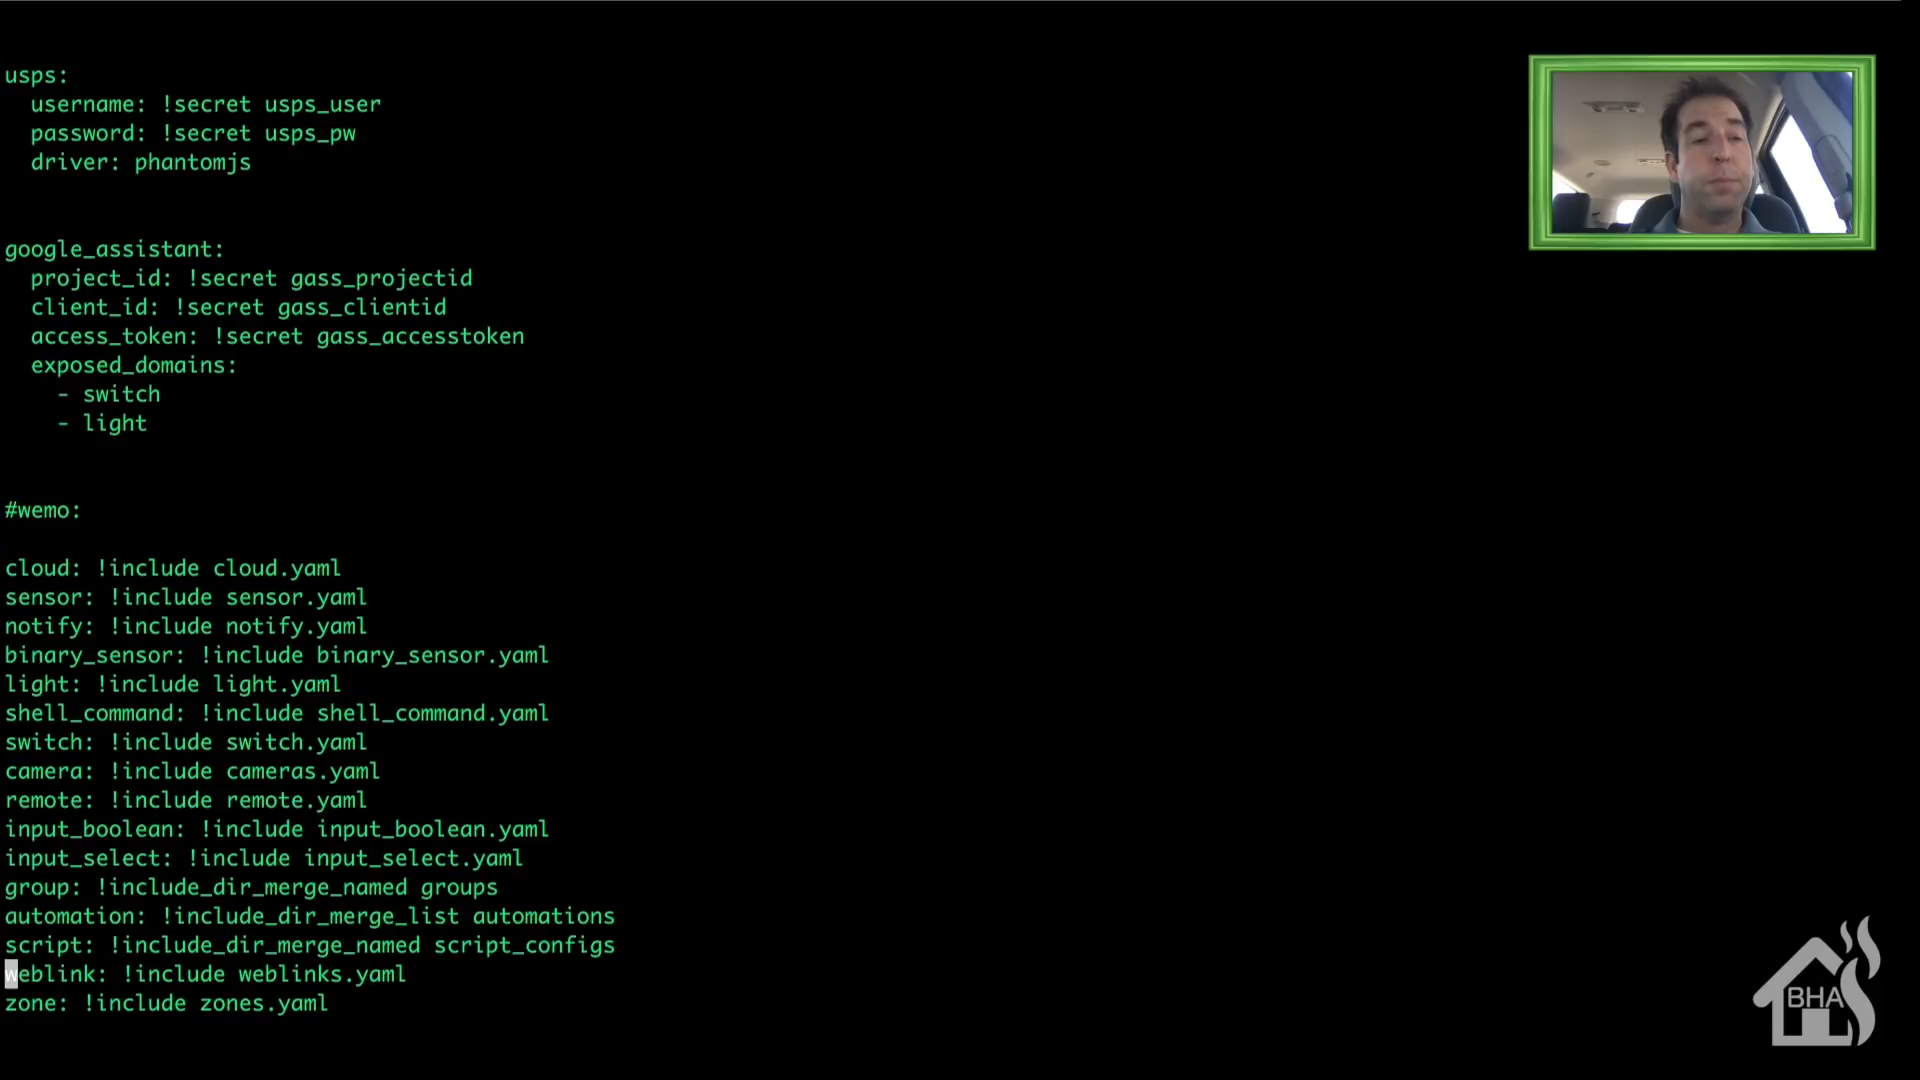 usps:
username: !secret usps_user
password: !secret usps_pw
driver: phantomjs
google_assistant:
project_id: !secret gass_projectid
client_id: !secret gass_clientid
access_token: !secret gass_accesstoken
exposed_domains:
- switch
- light
#wemo:
cloud: !include cloud.yaml
sensor: !include sensor.yaml
notify: !include notify.yaml
binary_sensor: !include binary_sensor.yaml
light: !include light.yaml
shell_command: !include shell_command.yaml
switch: !include switch.yaml
camera: !include cameras.yaml
remote: !include remote.yaml
input_boolean: !include input_boolean.yaml
input_select: !include input_select.yaml
group: !include_dir_merge_named groups
automation: !include_dir_merge_list automations
script: !include_dir_merge_named script_configs
weblink: !include weblinks.yaml
zone: !include zones.yaml
BHA